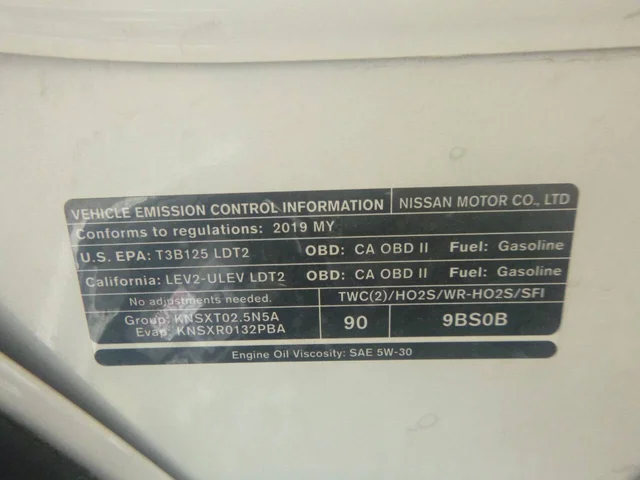 VEHICLE EMISSION CONTROL INFORMATION NISSAN MOTOR CO., LTD
Conforms to regulations: 2019 MY
U.S. EPA: T3B125 LDT2 OBD: CA OBD II Fuel: Gasoline
California: LEV2-ULEV LDT2 OBD: CA OBD II Fuel: Gasoline
No adjustments needed. TWC(2)/HO2S/WR-HO2S/SFI
Group: KNSXT02.5N5A
Evap: KNSXR0132PBA
90 9BS0B
Engine Oil Viscosity: SAE 5W-30